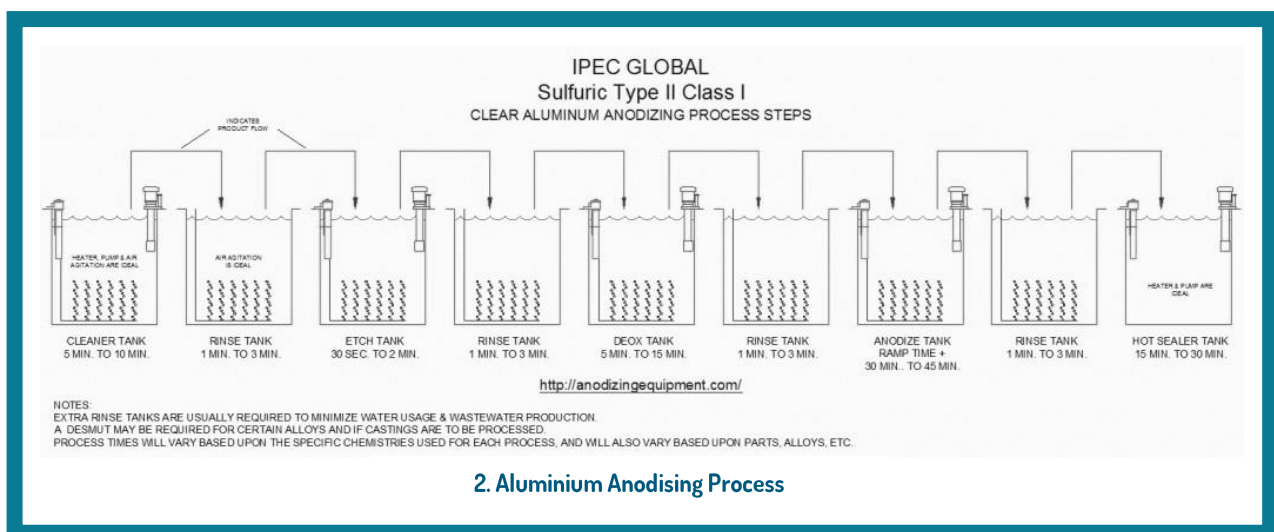 IPEC GLOBAL
Sulfuric Type II Class I
CLEAR ALUMINUM ANODIZING PROCESS STEPS
INDICATES
PRODUCT FLOW
HEATER, PUMP & AIR
AGITATION ARE IDEAL
AIR AGITATION
IS IDEAL
HEATER & PUMP ARE
IDEAL
CLEANER TANK
5 MIN. TO 10 MIN.
RINSE TANK
1 MIN. TO 3 MIN.
ETCH TANK
30 SEC. TO 2 MIN.
RINSE TANK
1 MIN. TO 3 MIN.
DEOX TANK
5 MIN. TO 15 MIN.
RINSE TANK
1 MIN. TO 3 MIN.
ANODIZE TANK
RAMP TIME +
30 MIN.. TO 45 MIN.
RINSE TANK
1 MIN. TO 3 MIN.
HOT SEALER TANK
15 MIN. TO 30 MIN.
http://anodizingequipment.com/
NOTES:
EXTRA RINSE TANKS ARE USUALLY REQUIRED TO MINIMIZE WATER USAGE & WASTEWATER PRODUCTION.
A DESMUT MAY BE REQUIRED FOR CERTAIN ALLOYS AND IF CASTINGS ARE TO BE PROCESSED.
PROCESS TIMES WILL VARY BASED UPON THE SPECIFIC CHEMISTRIES USED FOR EACH PROCESS, AND WILL ALSO VARY BASED UPON PARTS, ALLOYS, ETC.
2. Aluminium Anodising Process